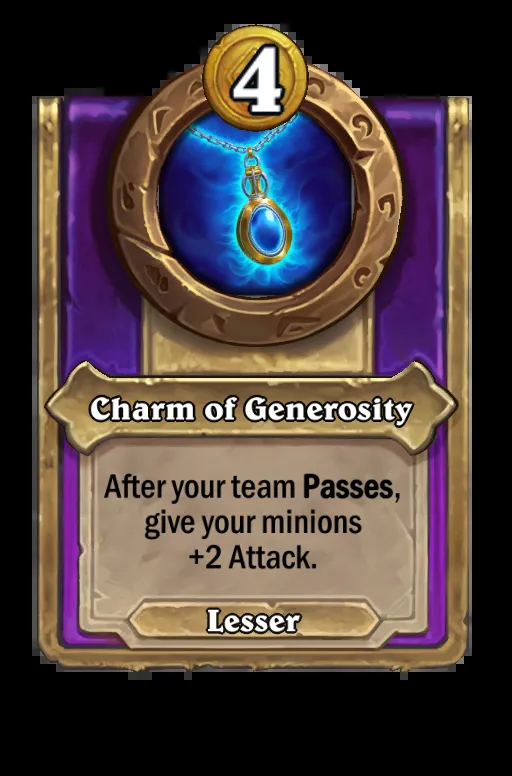 4
Charm of Generosity
After your team Passes,
give your minions
+2 Attack.
Lesser